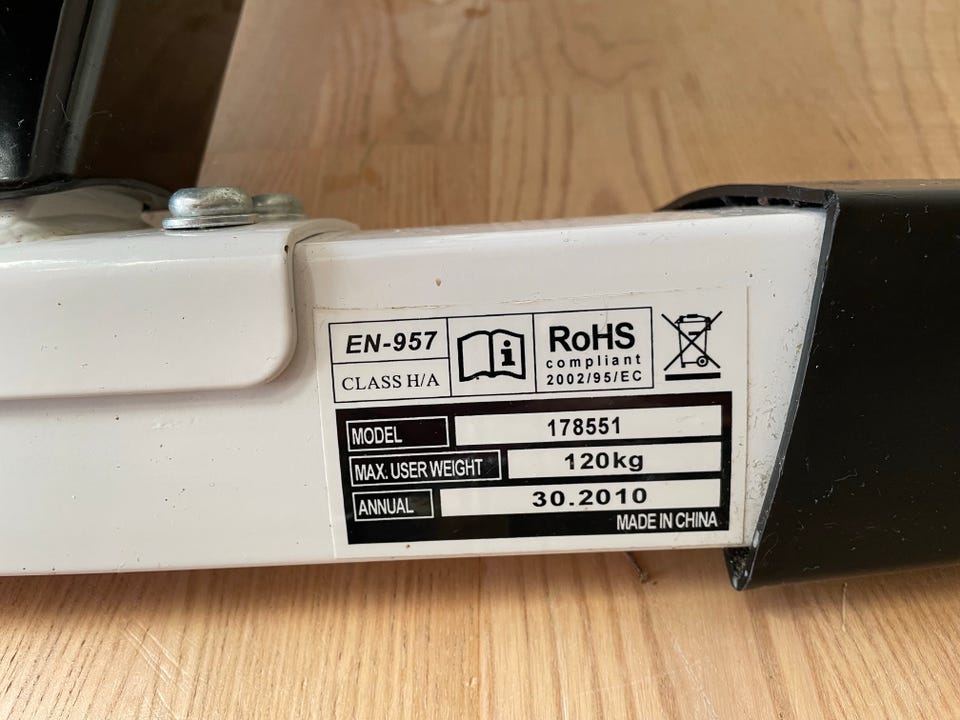 EN-957
CLASS H/A
i
RoHS
compliant
2002/95/EC
MODEL 178551
MAX. USER WEIGHT 120kg
ANNUAL 30.2010
MADE IN CHINA